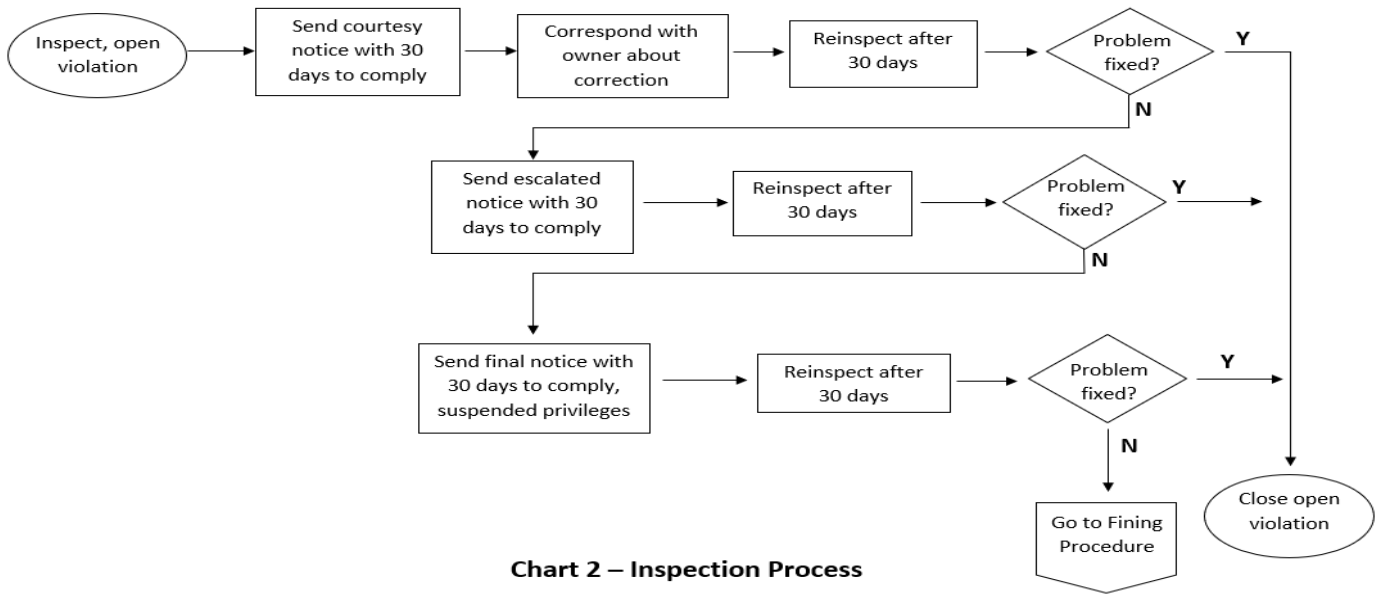 Inspect, open
violation
Send courtesy
notice with 30
days to comply
Correspond with
owner about
correction
Reinspect after
30 days
Problem
fixed?
Y
N
Send escalated
notice with 30
days to comply
Reinspect after
30 days
Problem
fixed?
Y
N
Send final notice with
30 days to comply,
suspended privileges
Reinspect after
30 days
Problem
fixed?
Y
N
Go to Fining
Procedure
Close open
violation
Chart 2 – Inspection Process